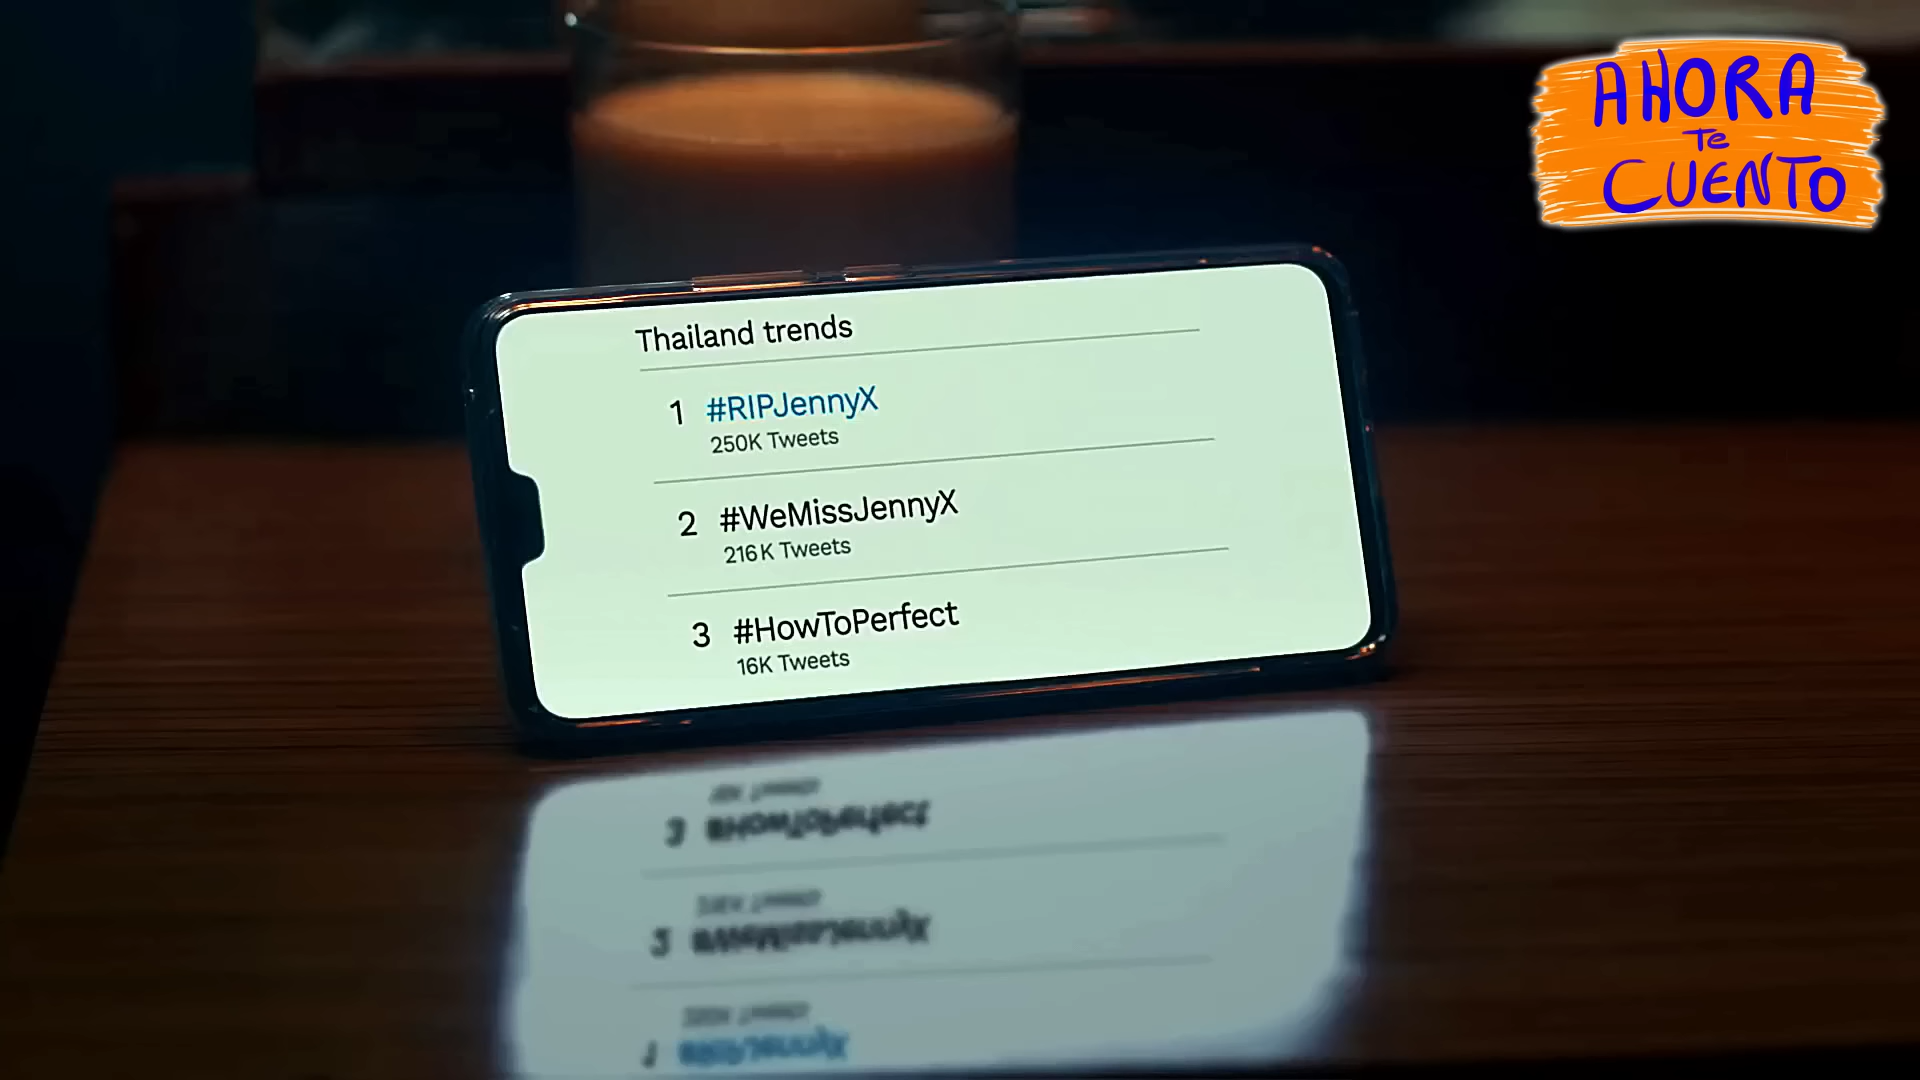 AHORA
Te
CUENTO
Thailand trends
1 #RIPJennyX
250K Tweets
2 #WeMissJennyX
216K Tweets
3 #HowToPerfect
16K Tweets